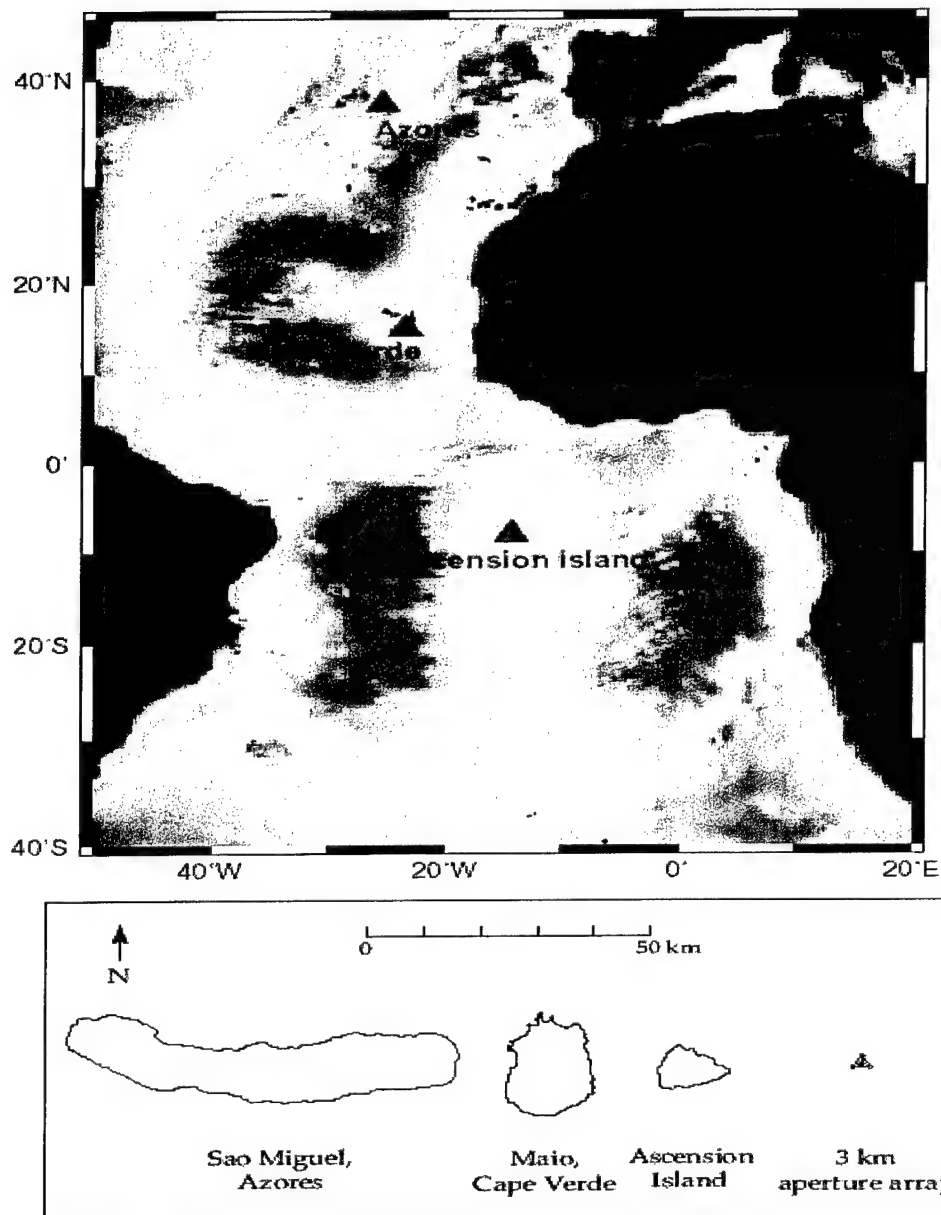 40°N
Azores
20°N
0°
20°S
40°S
40°W
20°W
0°
20°E
cension Island
N
0
50 km
Sao Miguel,
Azores
Maio,
Cape Verde
Ascension
Island
3 km
aperture array